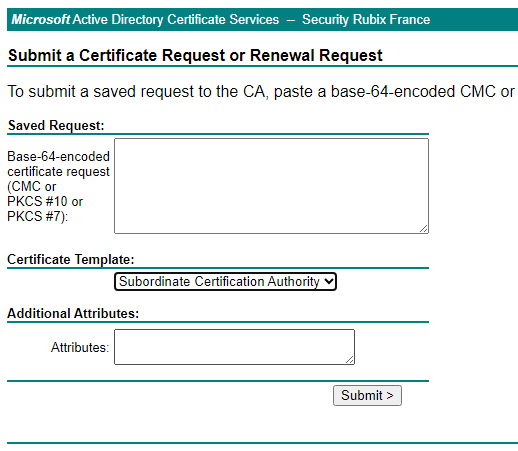 Microsoft Active Directory Certificate Services -- Security Rubix France
Submit a Certificate Request or Renewal Request
To submit a saved request to the CA, paste a base-64-encoded CMC or
Saved Request:
Base-64-encoded
certificate request
(CMC or
PKCS #10 or
PKCS #7):
Certificate Template:
Subordinate Certification Authority
Additional Attributes:
Attributes:
Submit >